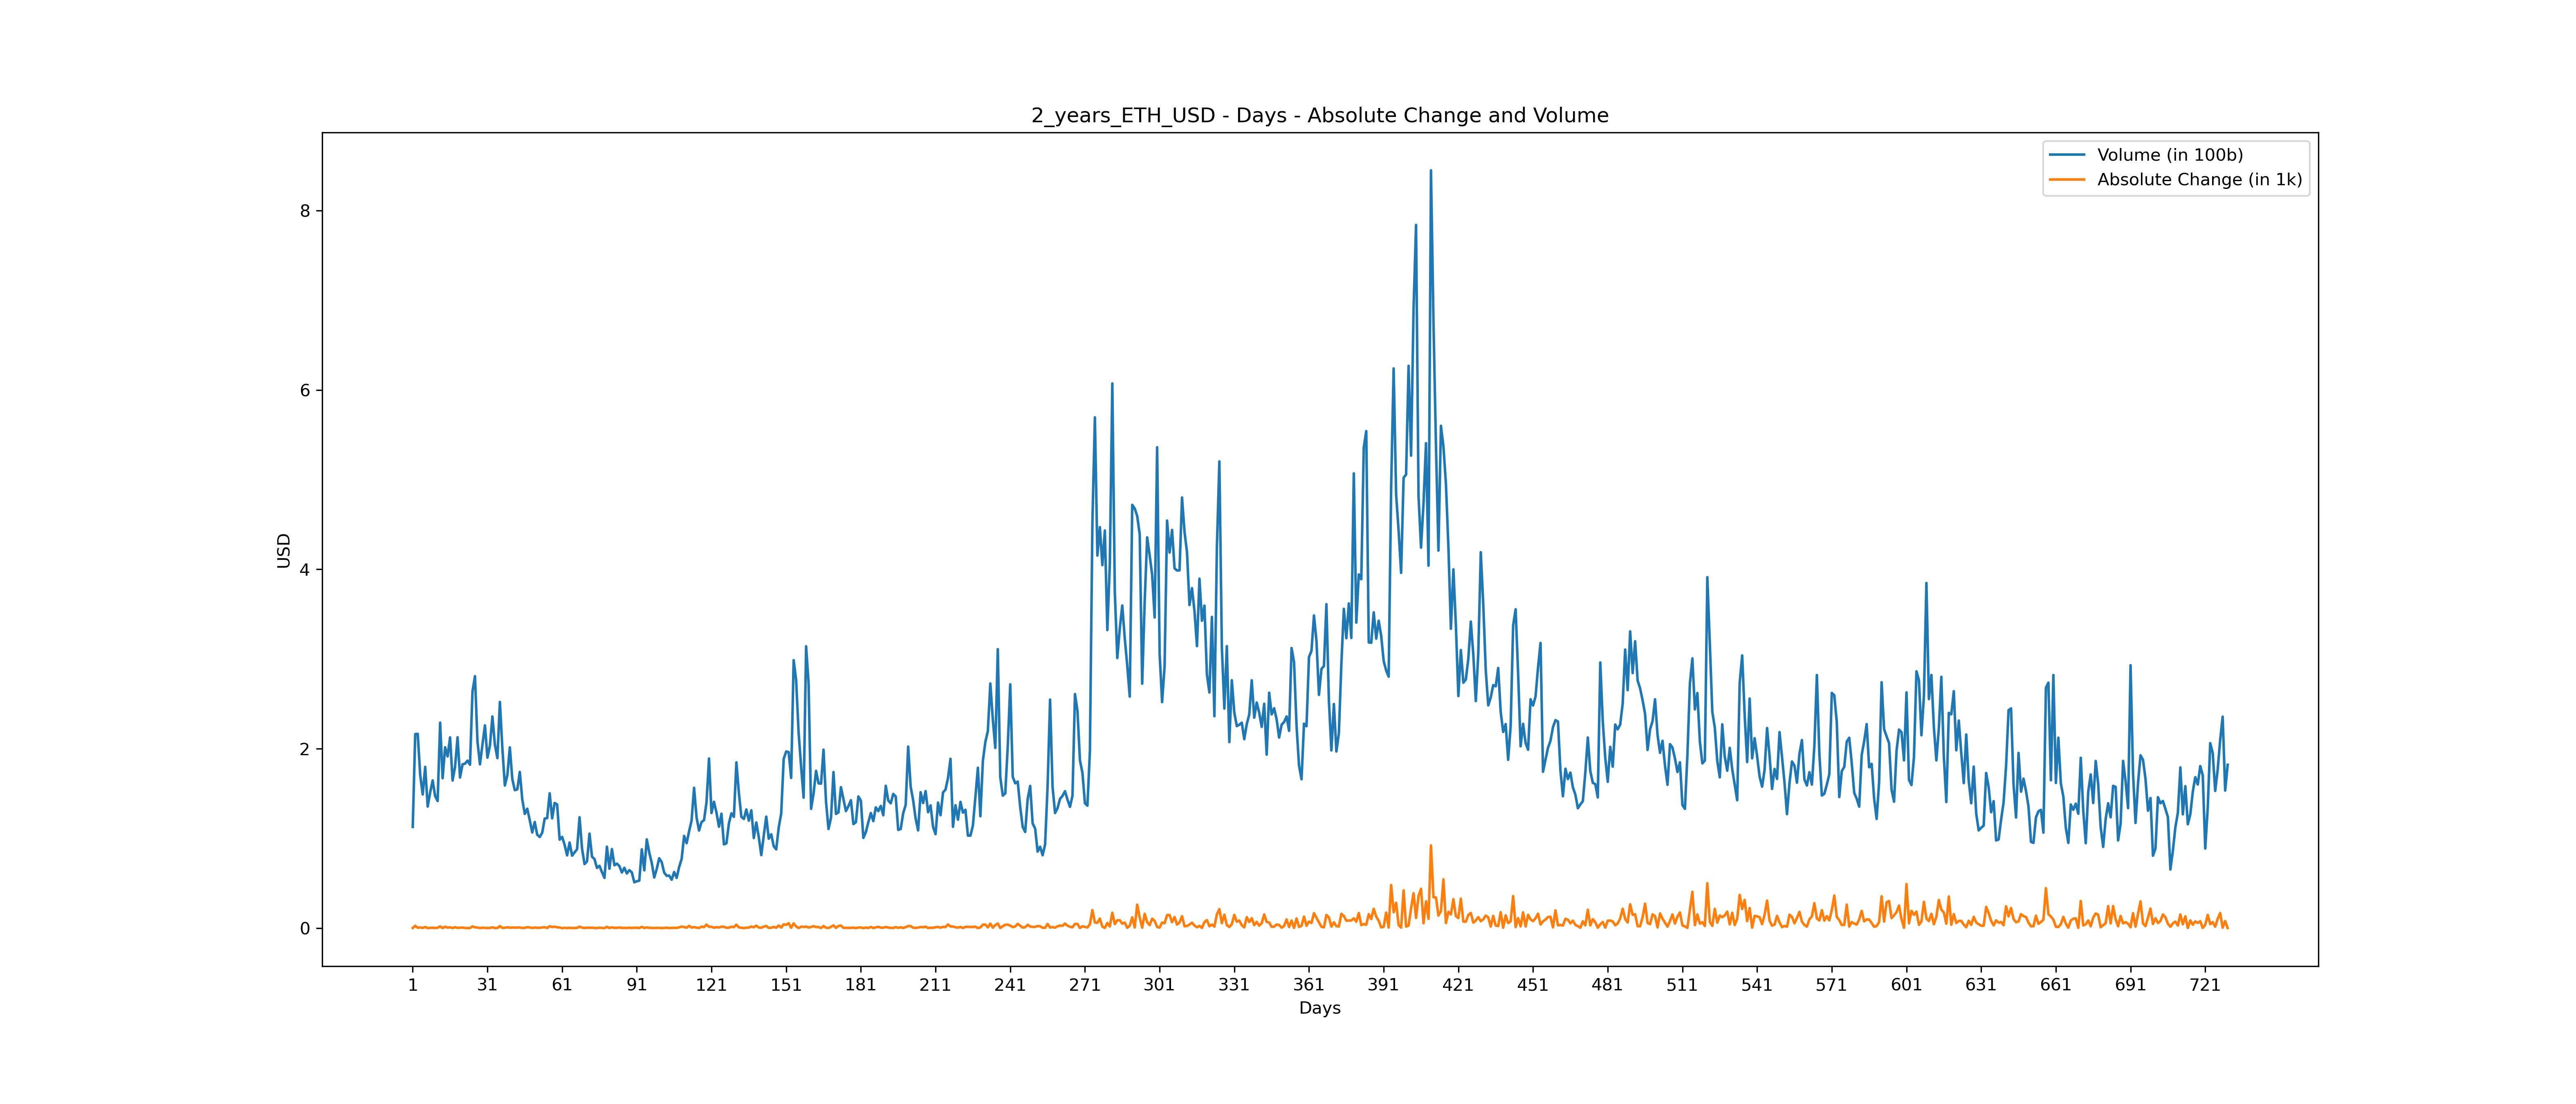 2_years_ETH_USD - Days - Absolute Change and Volume
Volume (in 100b)
Absolute Change (in 1k)
8
6
4
2
0
USD
1 31 61 91 121 151 181 211 241 271 301 331 361 391 421 451 481 511 541 571 601 631 661 691 721
Days